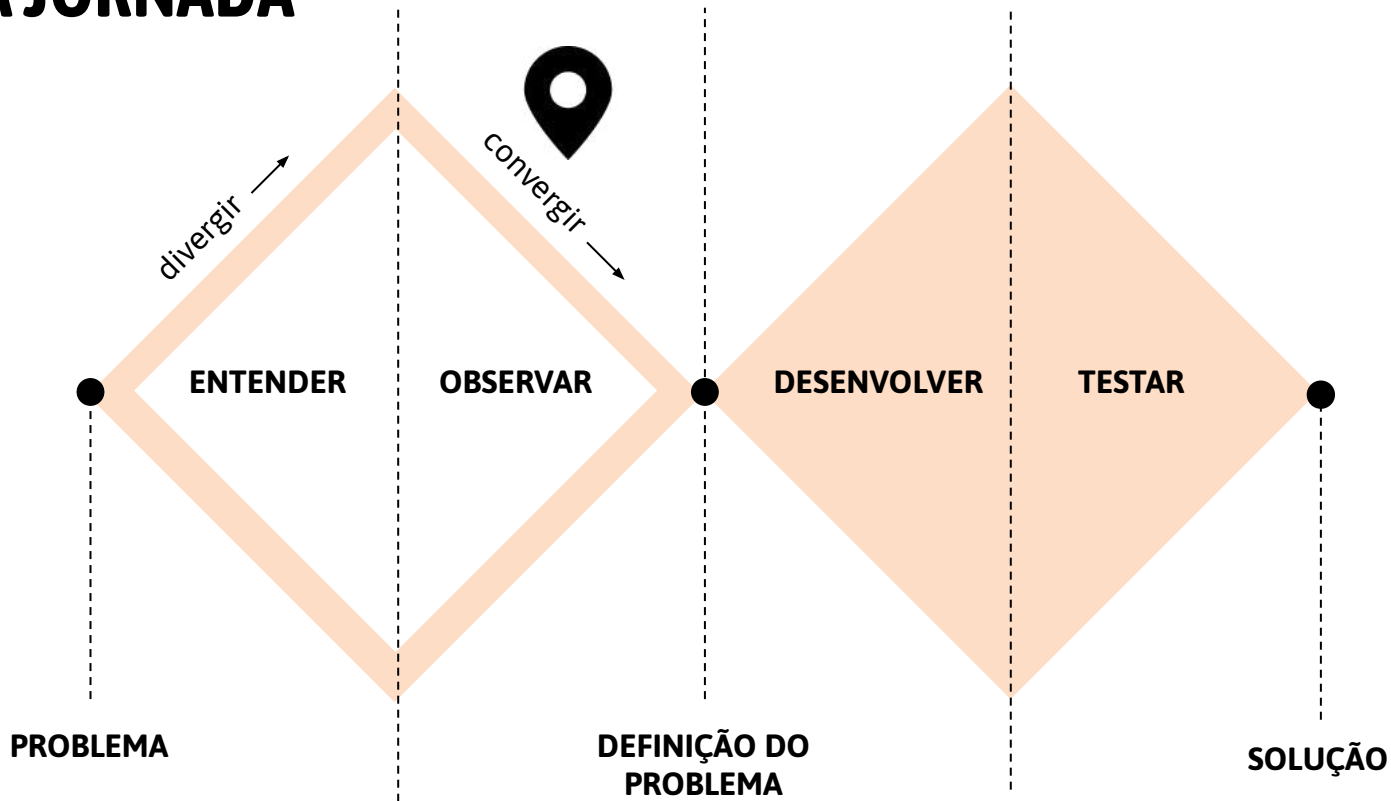 A JORNADA
divergir
convergir
ENTENDER
OBSERVAR
DESENVOLVER
TESTAR
PROBLEMA
DEFINIÇÃO DO
PROBLEMA
SOLUÇÃO